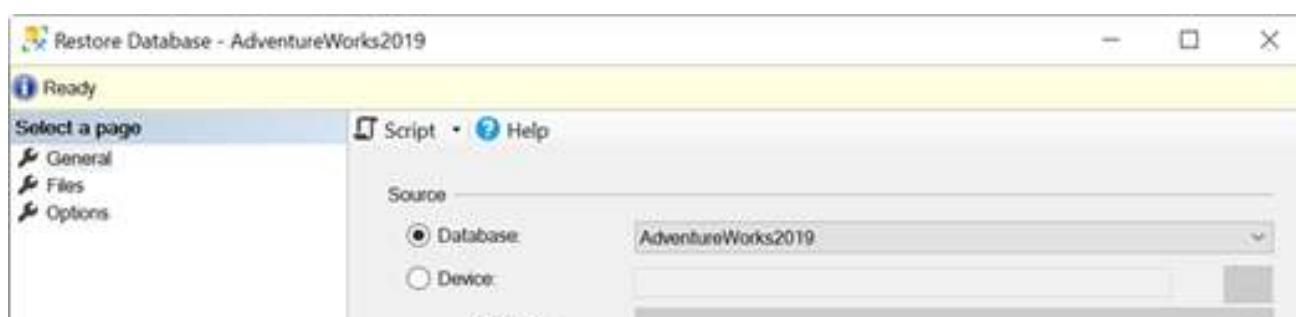 Restore Database - AdventureWorks2019
Ready
Select a page
Script Help
General
Files
Options
Source
Database: AdventureWorks2019
Device: